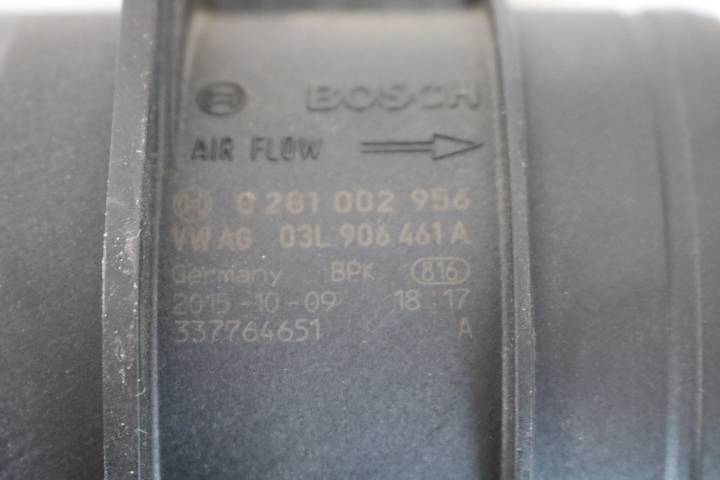 BOSCH
AIR FLOW
0 281 002 956
VW AG 03L 906 461 A
Germany BPK 816
2015-10-09 18:17
337764651 A